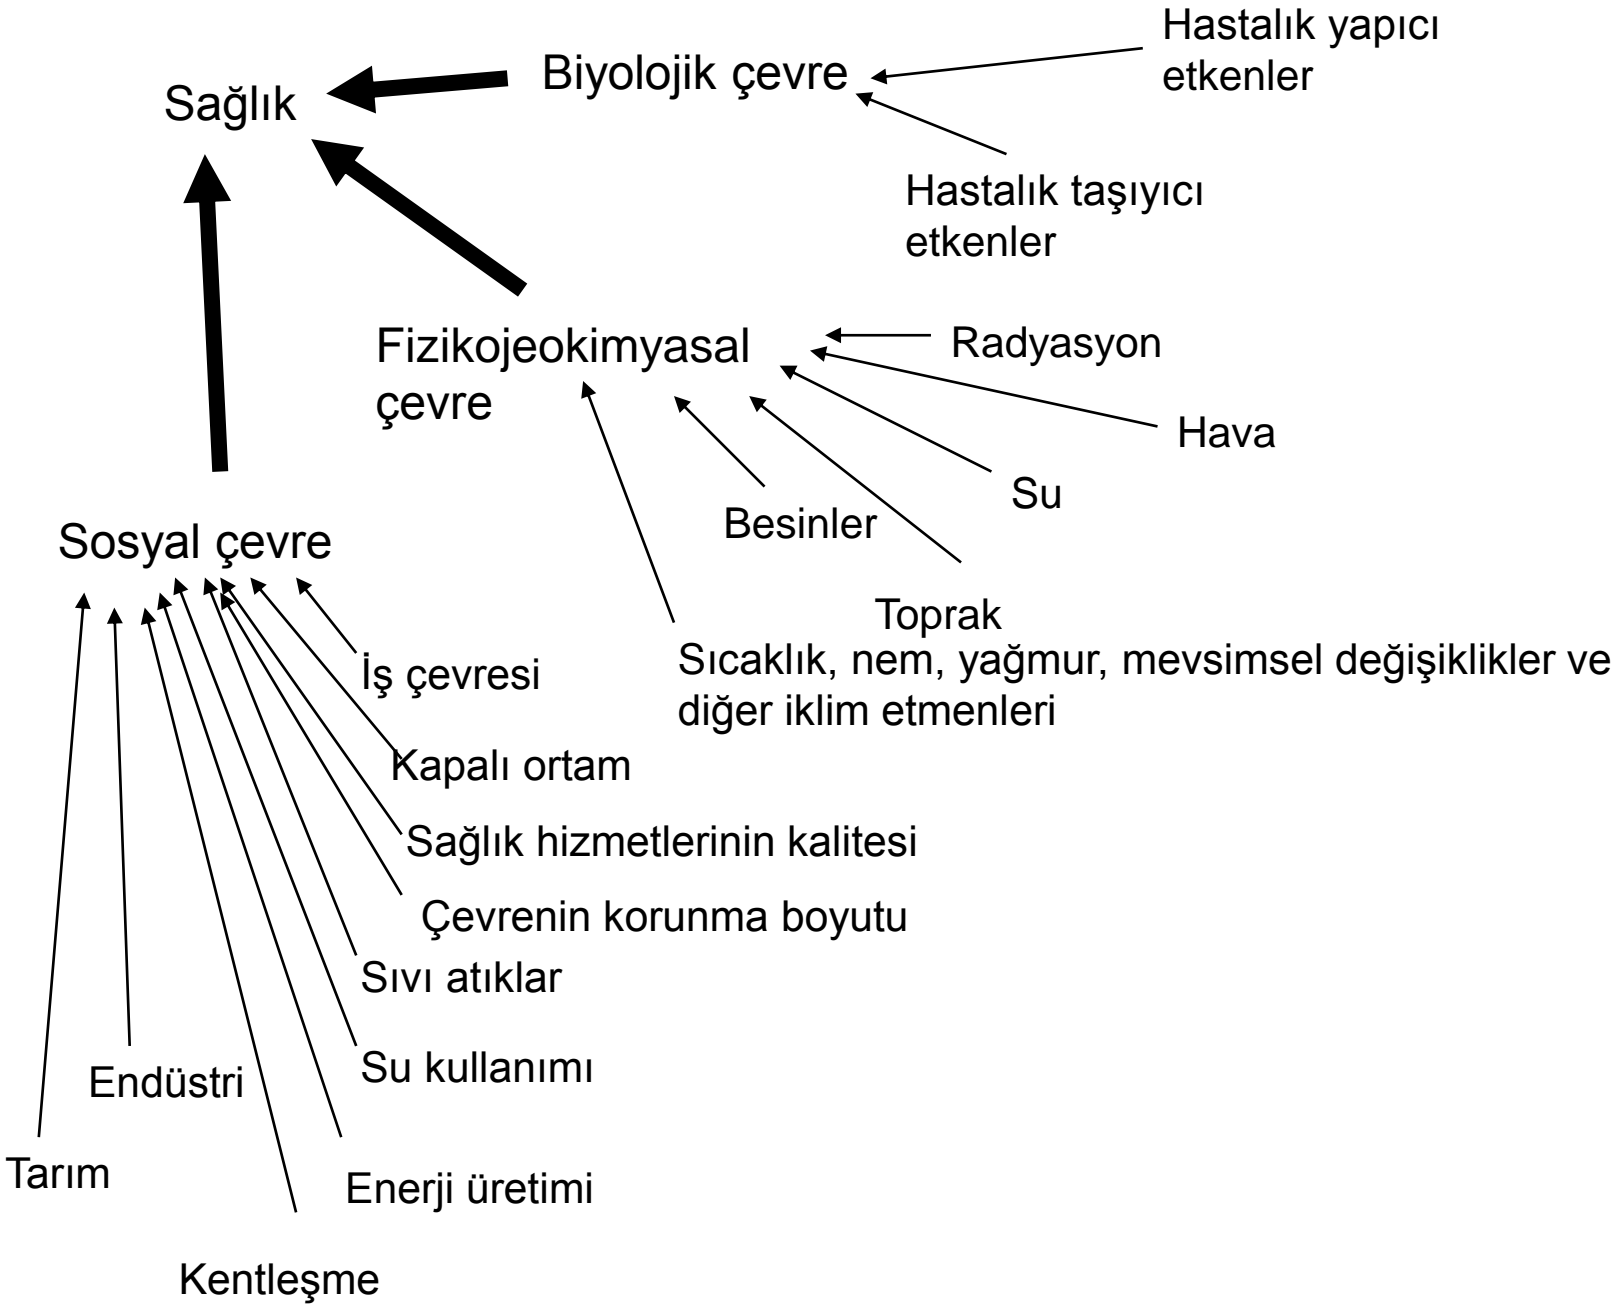 Hastalık yapıcı
etkenler
Biyolojik çevre
Sağlık
Hastalık taşıyıcı
etkenler
Fizikojeokimyasal
çevre
Radyasyon
Hava
Su
Besinler
Toprak
Sıcaklık, nem, yağmur, mevsimsel değişiklikler ve
diğer iklim etmenleri
Sosyal çevre
İş çevresi
Kapalı ortam
Sağlık hizmetlerinin kalitesi
Çevrenin korunma boyutu
Sıvı atıklar
Su kullanımı
Endüstri
Tarım
Enerji üretimi
Kentleşme